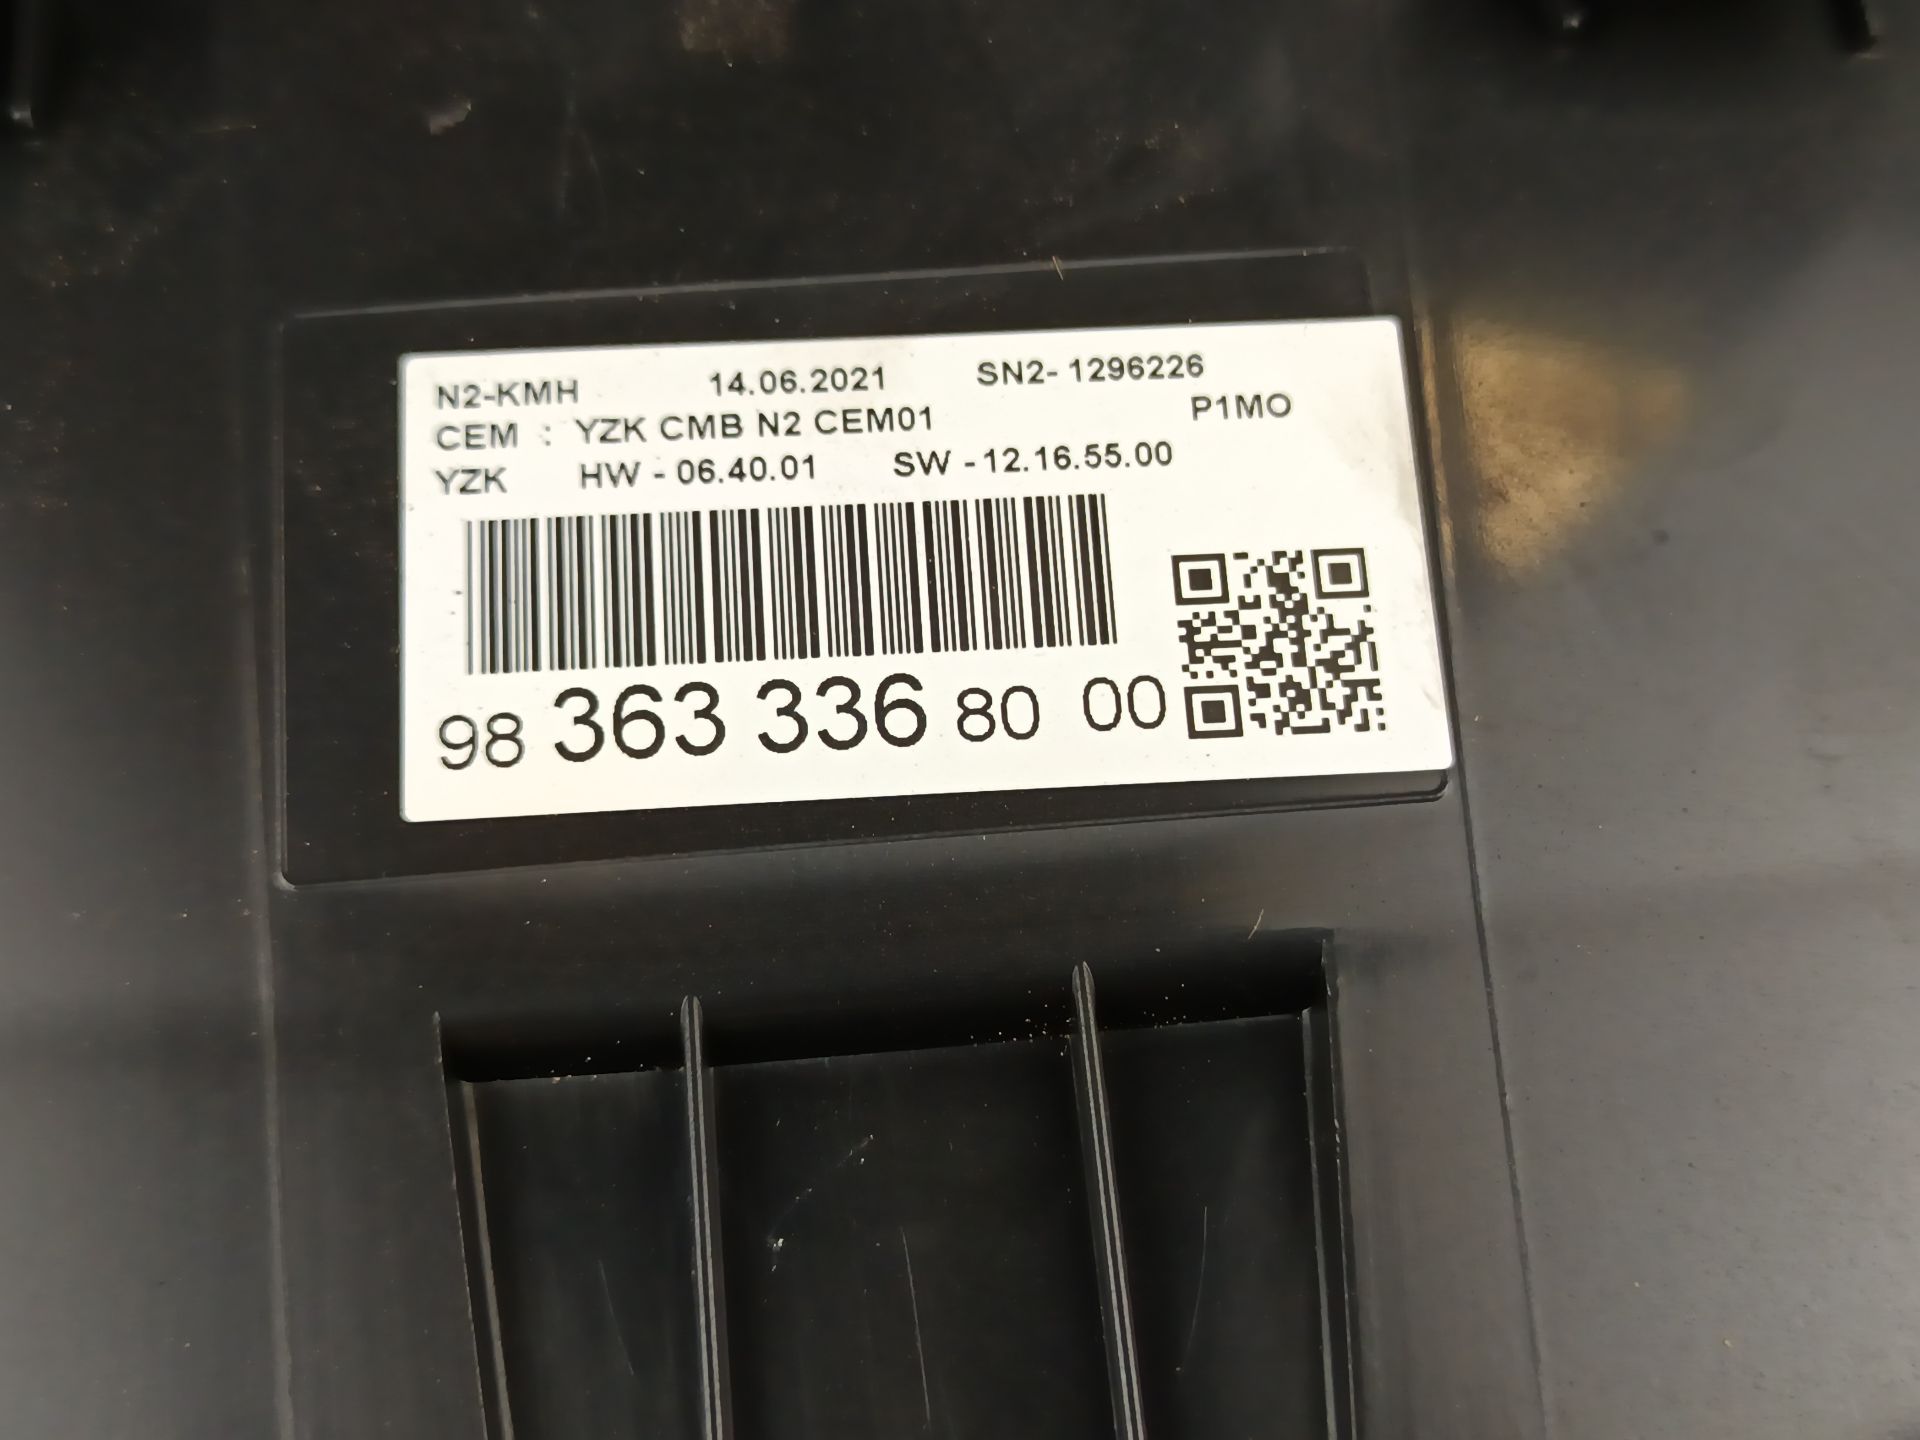 N2-KMH 14.06.2021 SN2- 1296226
CEM : YZK CMB N2 CEM01 P1MO
YZK HW - 06.40.01 SW - 12.16.55.00
98 363 336 80 00